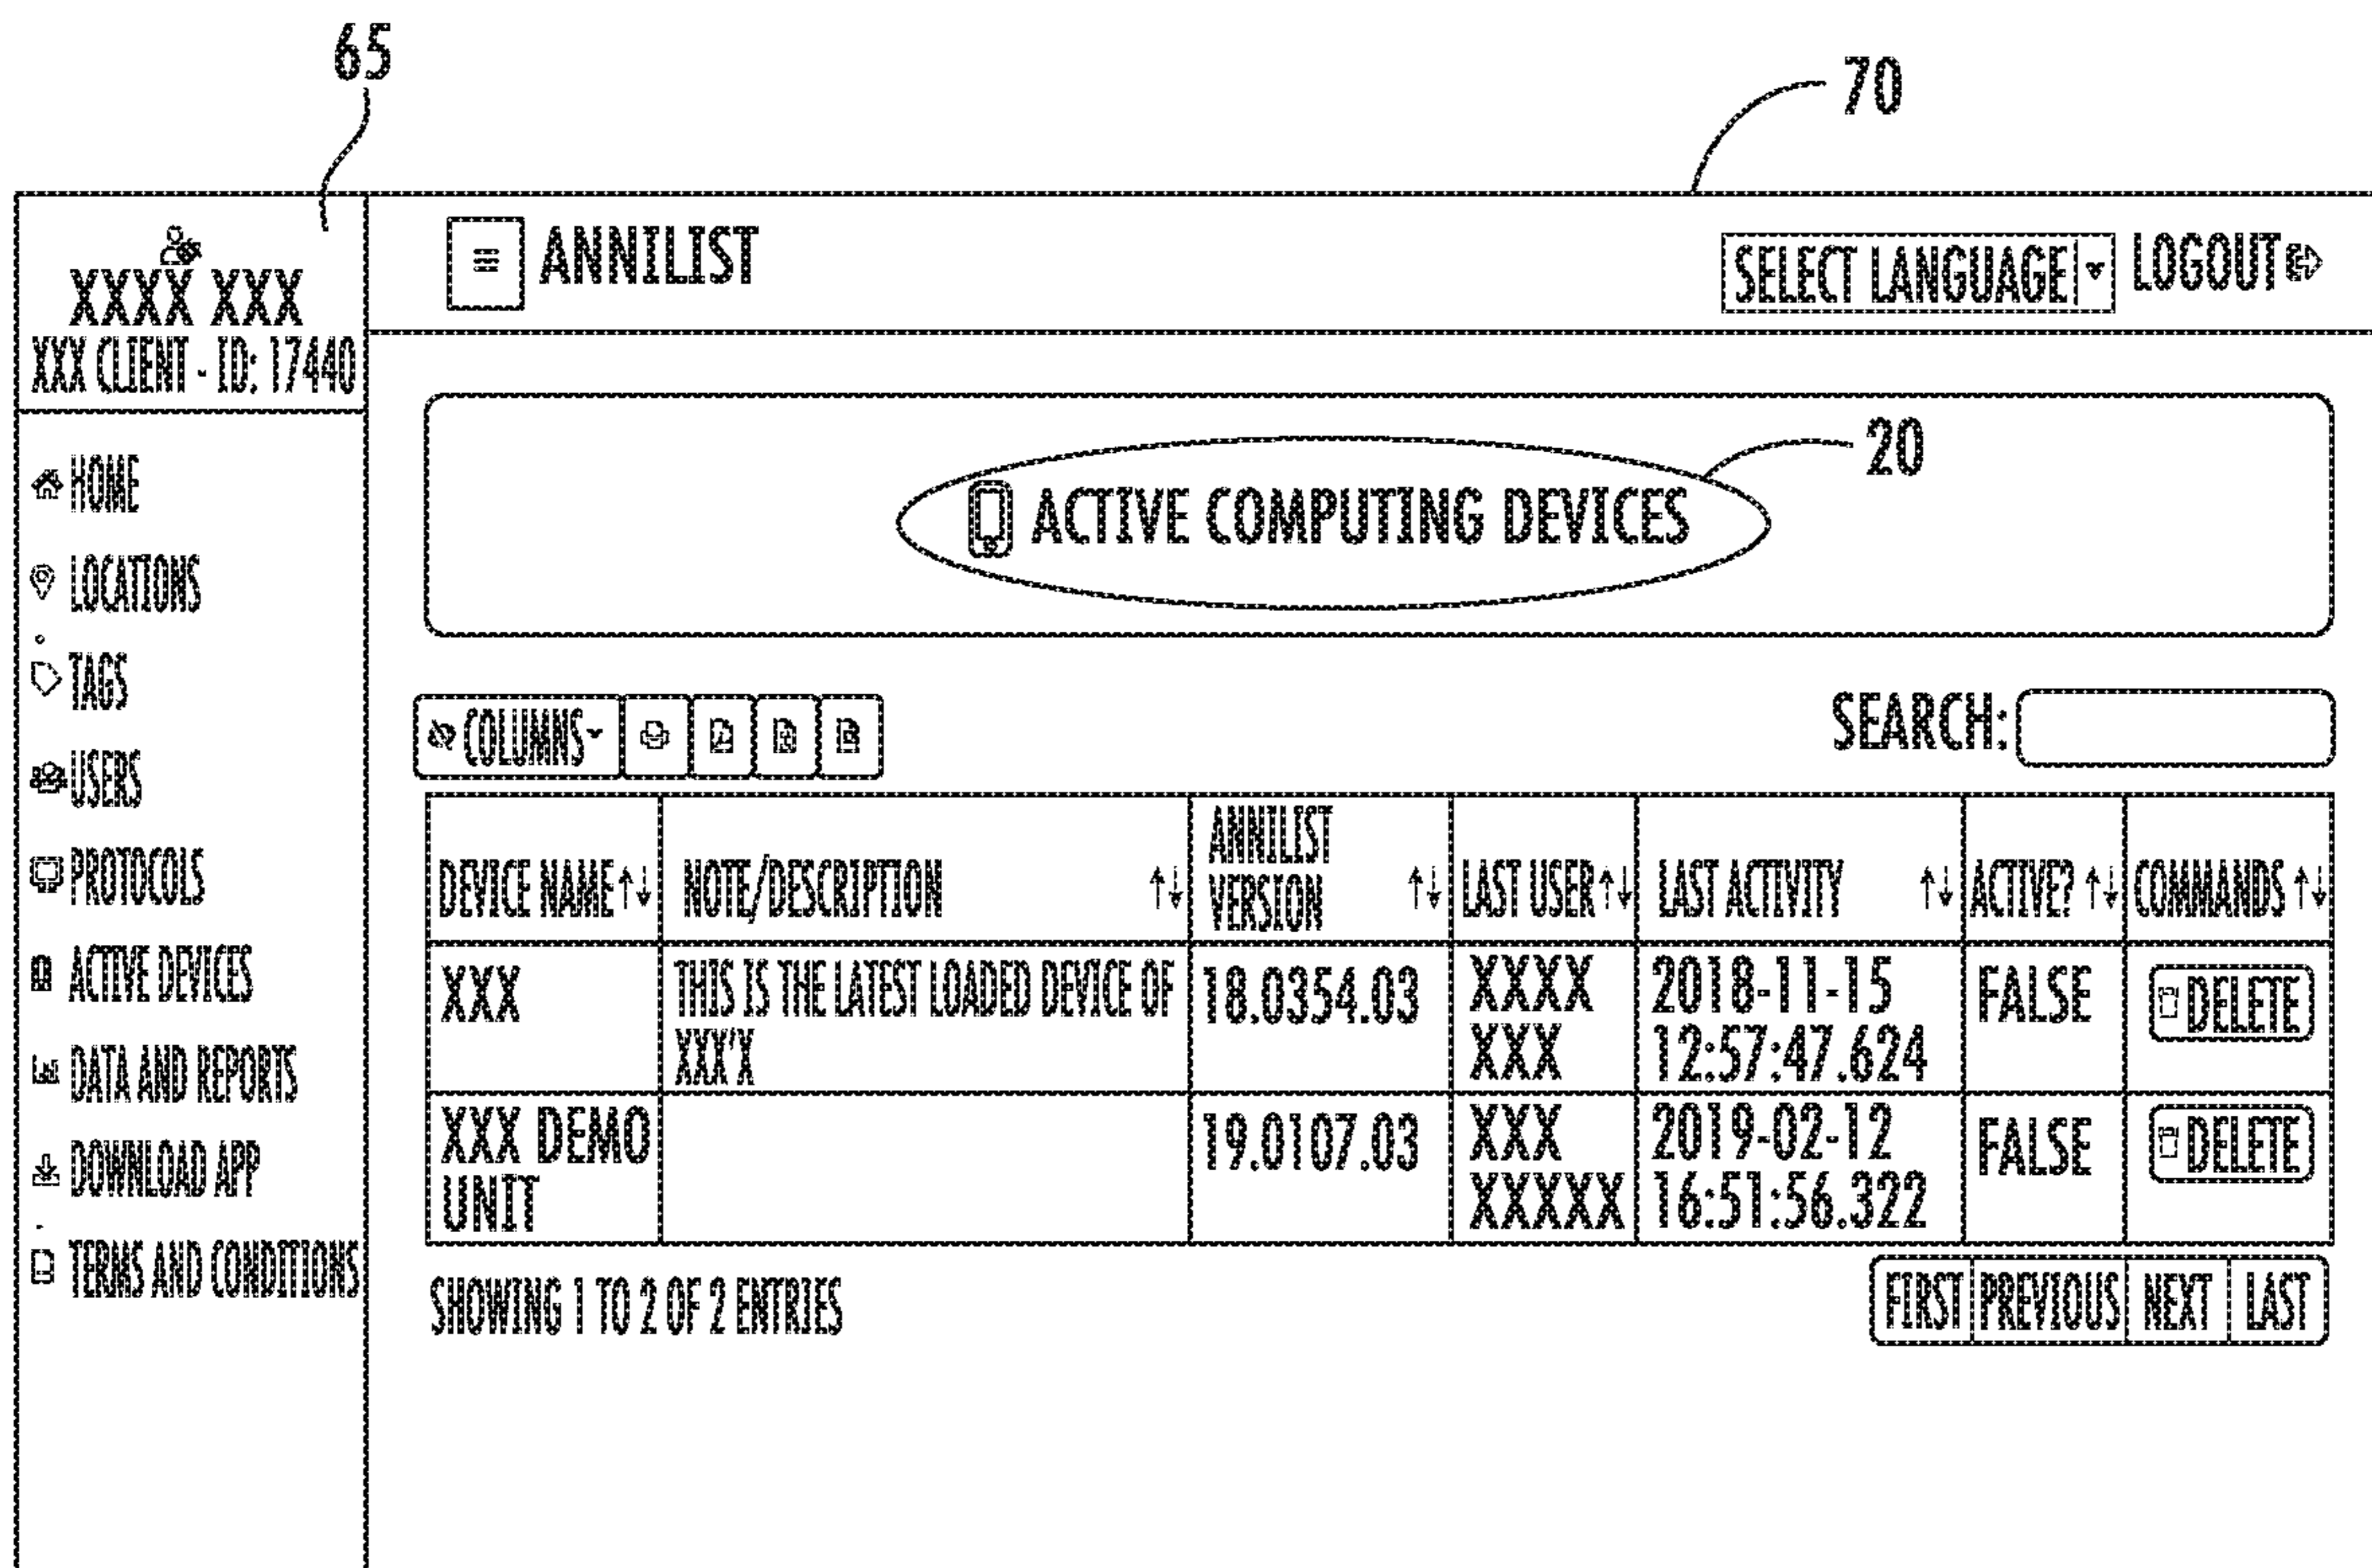 65
70
XXXX XXX
XXX CLIENT - ID: 17440
ANNILIST
SELECT LANGUAGE
LOGOUT
HOME
LOCATIONS
TAGS
USERS
PROTOCOLS
ACTIVE DEVICES
DATA AND REPORTS
DOWNLOAD APP
TERMS AND CONDITIONS
20
ACTIVE COMPUTING DEVICES
COLUMNS
SEARCH:
DEVICE NAME
NOTE/DESCRIPTION
ANNILIST
VERSION
LAST USER
LAST ACTIVITY
ACTIVE?
COMMANDS
XXX
THIS IS THE LATEST LOADED DEVICE OF
XXX'X
18.0354.03
XXXX
XXX
2018-11-15
12:57:47.624
FALSE
DELETE
XXX DEMO
UNIT
19.0107.03
XXX
XXXXX
2019-02-12
16:51:56.322
FALSE
DELETE
SHOWING 1 TO 2 OF 2 ENTRIES
FIRST
PREVIOUS
NEXT
LAST